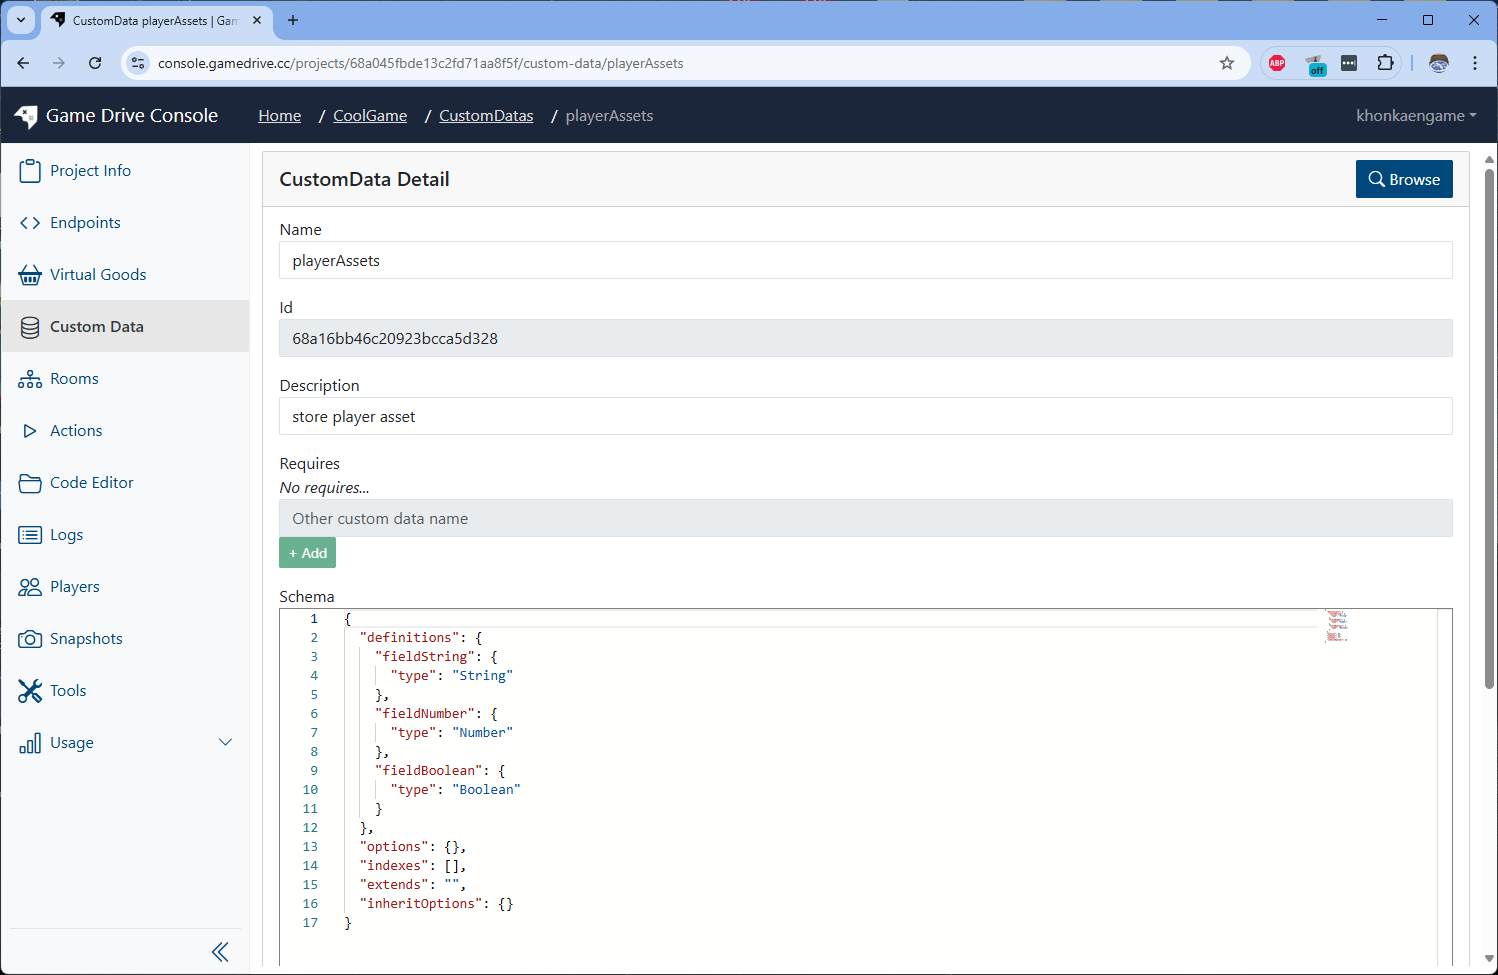 CustomData playerAssets | Gam
console.gamedrive.cc/projects/68a045fbde13c2fd71aa8f5f/custom-data/playerAssets
ABP
off
Game Drive Console
Home / CoolGame / CustomDatas / playerAssets
khonkaengame
Project Info
Endpoints
Virtual Goods
Custom Data
Rooms
Actions
Code Editor
Logs
Players
Snapshots
Tools
Usage
CustomData Detail
Browse
Name
playerAssets
Id
68a16bb46c20923bcca5d328
Description
store player asset
Requires
No requires...
Other custom data name
+ Add
Schema
1 {
2 "definitions": {
3 "fieldString": {
4 "type": "String"
5 },
6 "fieldNumber": {
7 "type": "Number"
8 },
9 "fieldBoolean": {
10 "type": "Boolean"
11 }
12 },
13 "options": {},
14 "indexes": [],
15 "extends": "",
16 "inheritOptions": {}
17 }